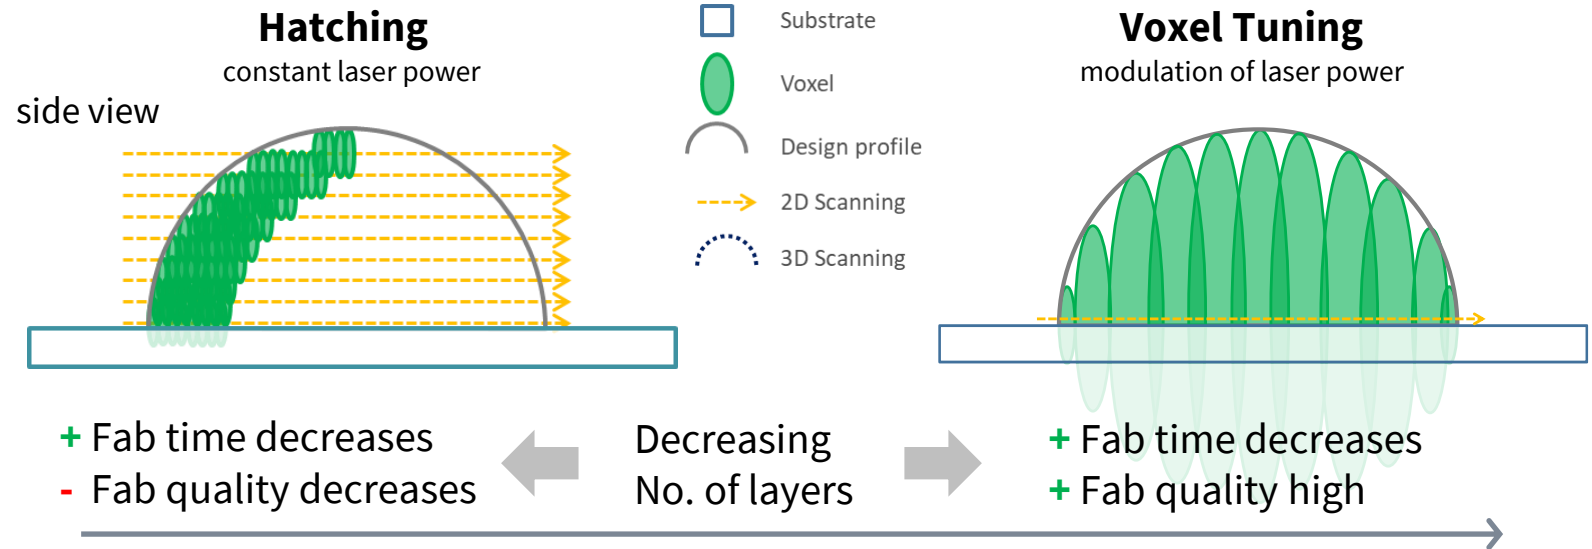 Hatching
constant laser power
side view
Substrate
Voxel
Design profile
2D Scanning
3D Scanning
Voxel Tuning
modulation of laser power
+ Fab time decreases
- Fab quality decreases
Decreasing
No. of layers
+ Fab time decreases
+ Fab quality high